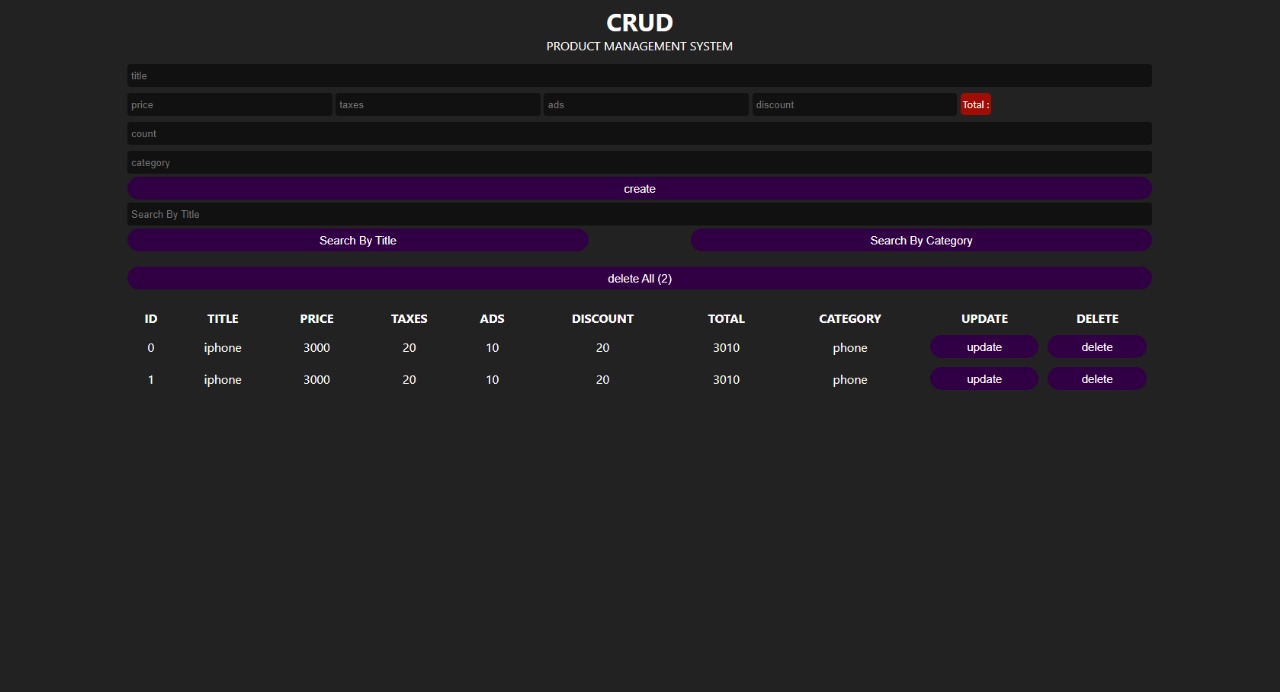 CRUD
PRODUCT MANAGEMENT SYSTEM
title
price taxes ads discount Total :
count
category
create
Search By Title
Search By Title Search By Category
delete All (2)
ID TITLE PRICE TAXES ADS DISCOUNT TOTAL CATEGORY UPDATE DELETE
0 iphone 3000 20 10 20 3010 phone update delete
1 iphone 3000 20 10 20 3010 phone update delete